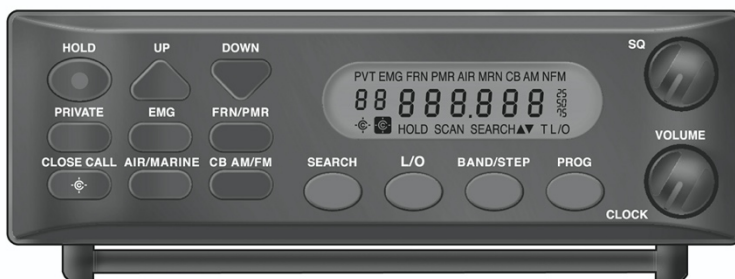 HOLD UP DOWN SQ
PVT EMG FRN PMR AIR MRN CB AM NFM
88 888.888
PRIVATE EMG FRN/PMR
HOLD SCAN SEARCH▲▼ T L/O
VOLUME
CLOSE CALL AIR/MARINE CB AM/FM SEARCH L/O BAND/STEP PROG
CLOCK